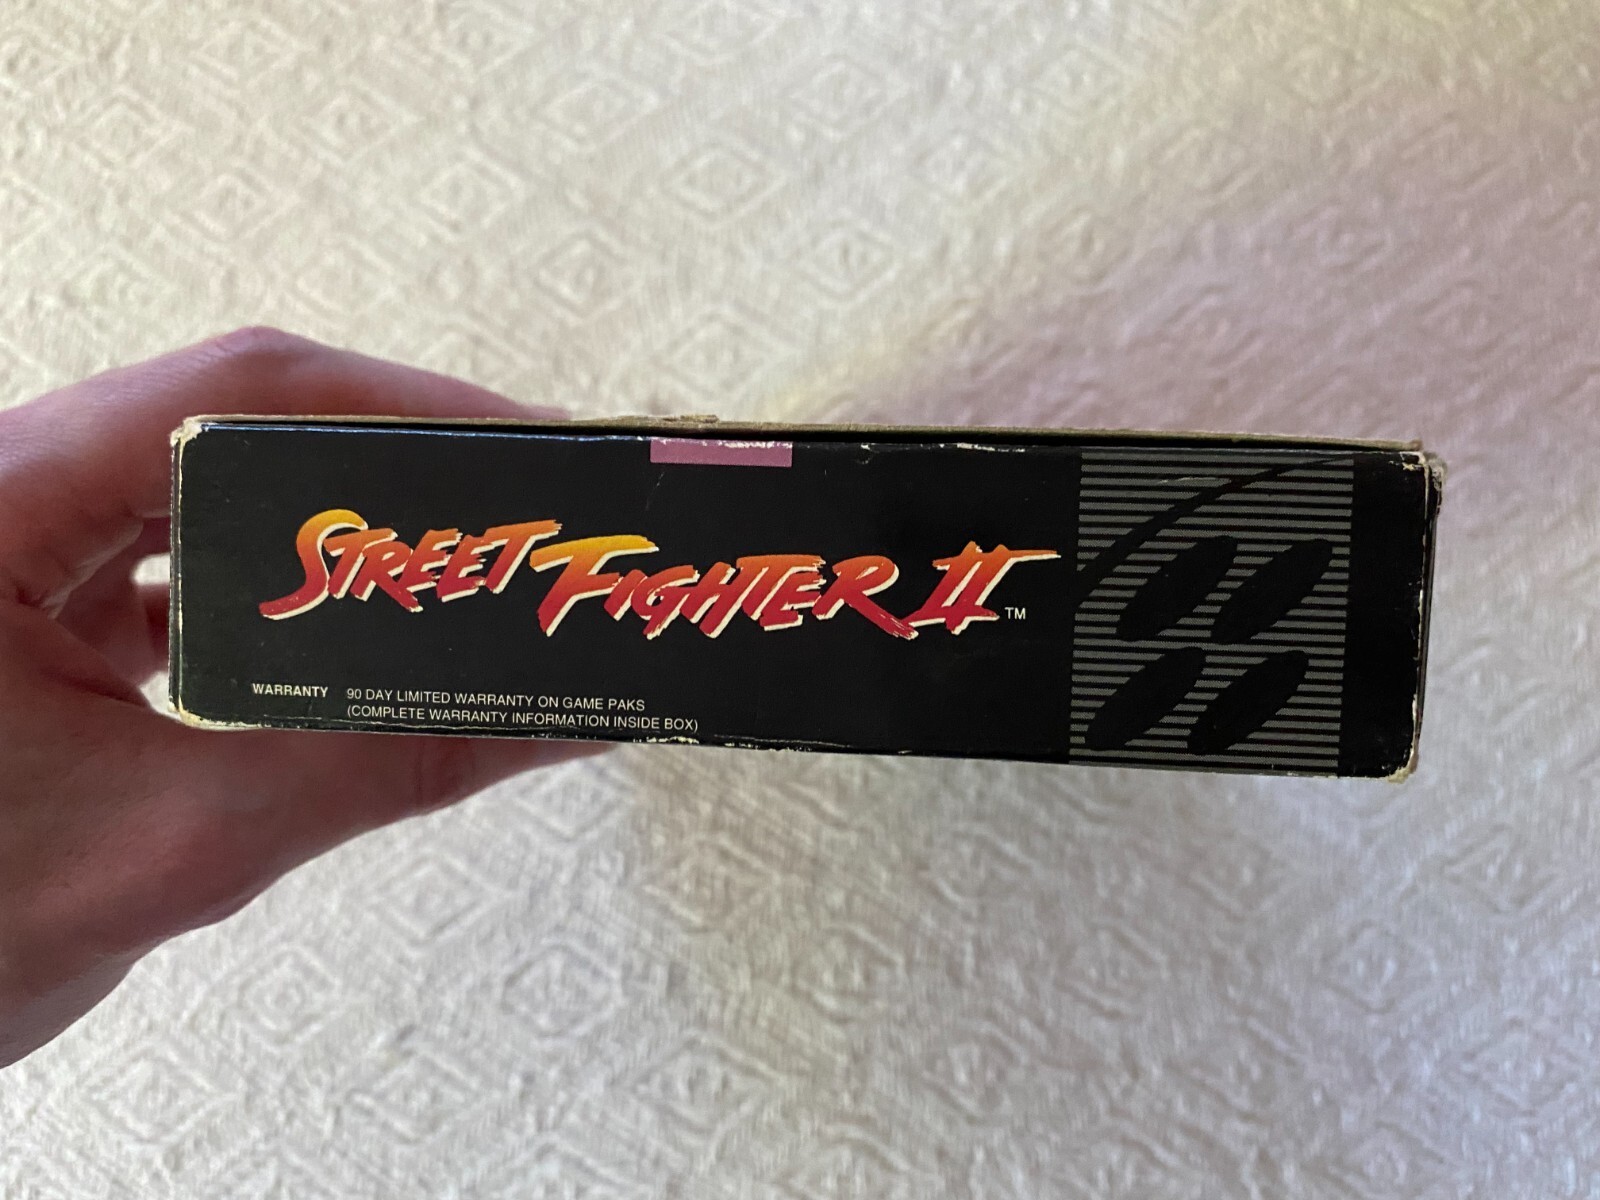 STREET FIGHTER II™
WARRANTY 90 DAY LIMITED WARRANTY ON GAME PAKS
(COMPLETE WARRANTY INFORMATION INSIDE BOX)